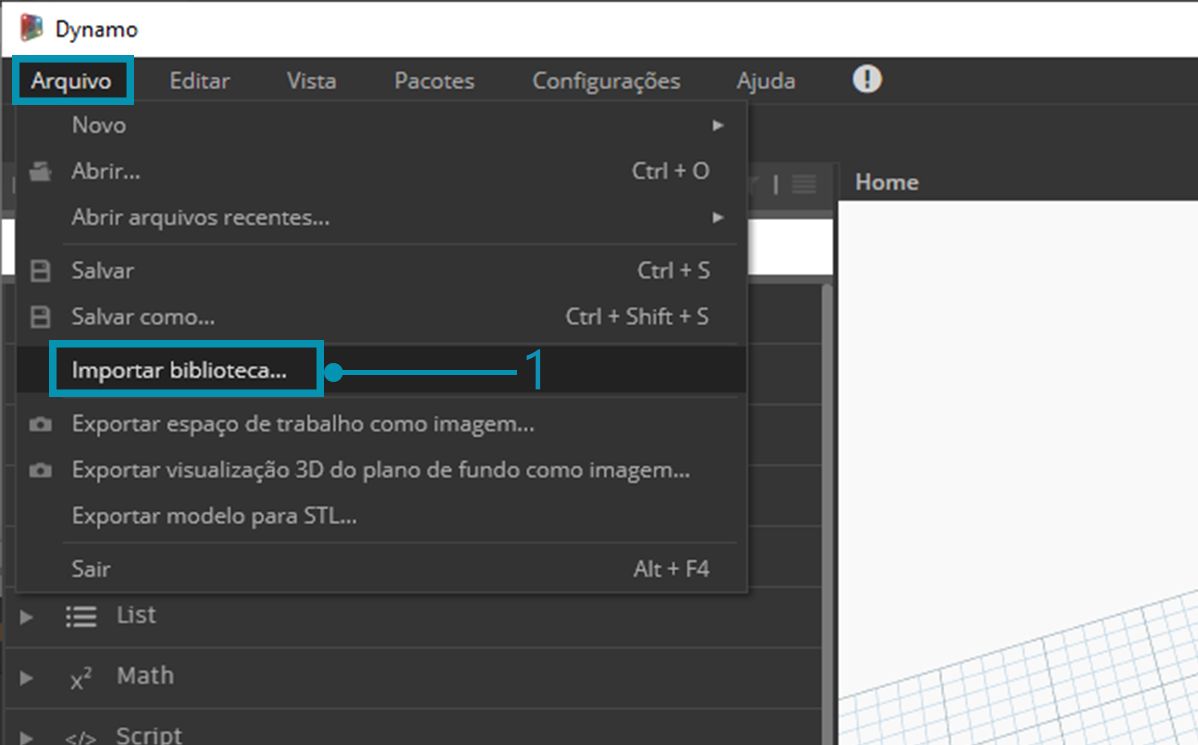 Dynamo
Arquivo Editar Vista Pacotes Configurações Ajuda
Novo
Abrir... Ctrl + O
Abrir arquivos recentes...
Salvar Ctrl + S
Salvar como... Ctrl + Shift + S
Importar biblioteca... 1
Exportar espaço de trabalho como imagem...
Exportar visualização 3D do plano de fundo como imagem...
Exportar modelo para STL...
Sair Alt + F4
Home
List
x² Math
</> Script